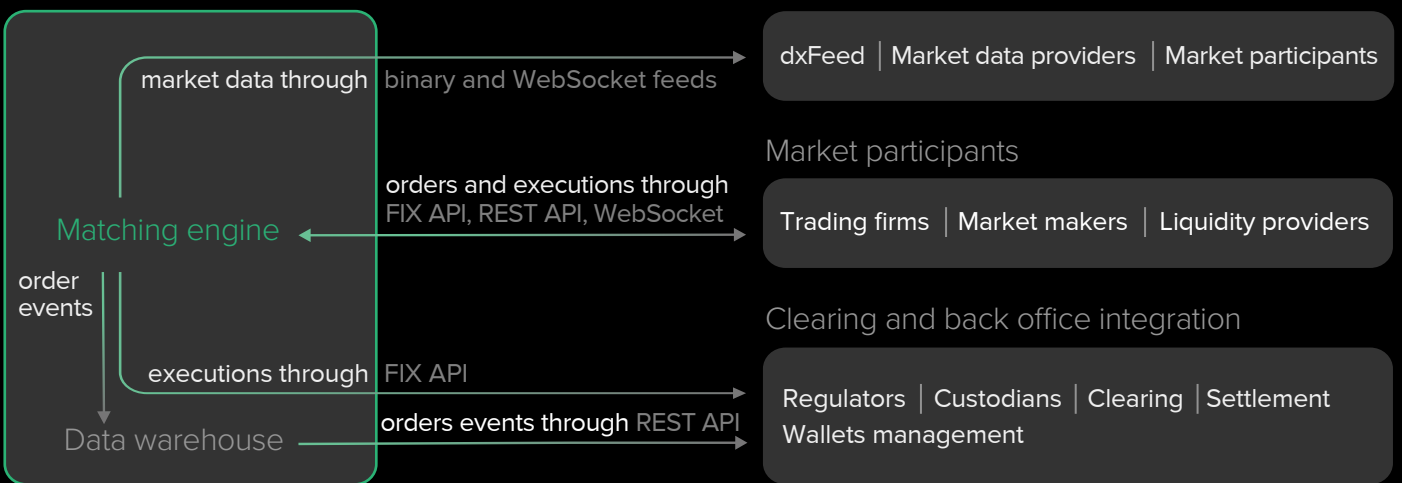 dxFeed | Market data providers | Market participants
market data through binary and WebSocket feeds
Market participants
orders and executions through
FIX API, REST API, WebSocket
Trading firms | Market makers | Liquidity providers
Matching engine
order
events
Clearing and back office integration
executions through FIX API
Regulators | Custodians | Clearing | Settlement
Wallets management
orders events through REST API
Data warehouse